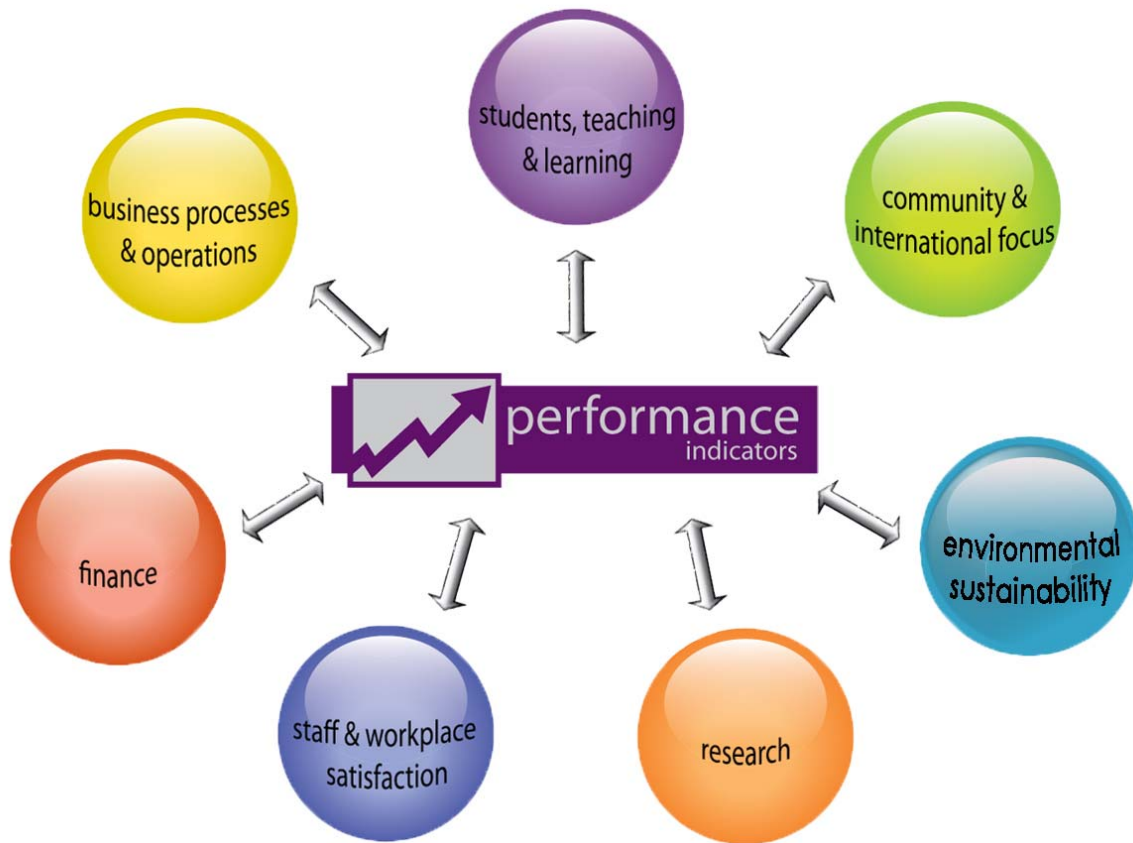 students, teaching
& learning
business processes
& operations
community &
international focus
performance
indicators
finance
environmental
sustainability
staff & workplace
satisfaction
research